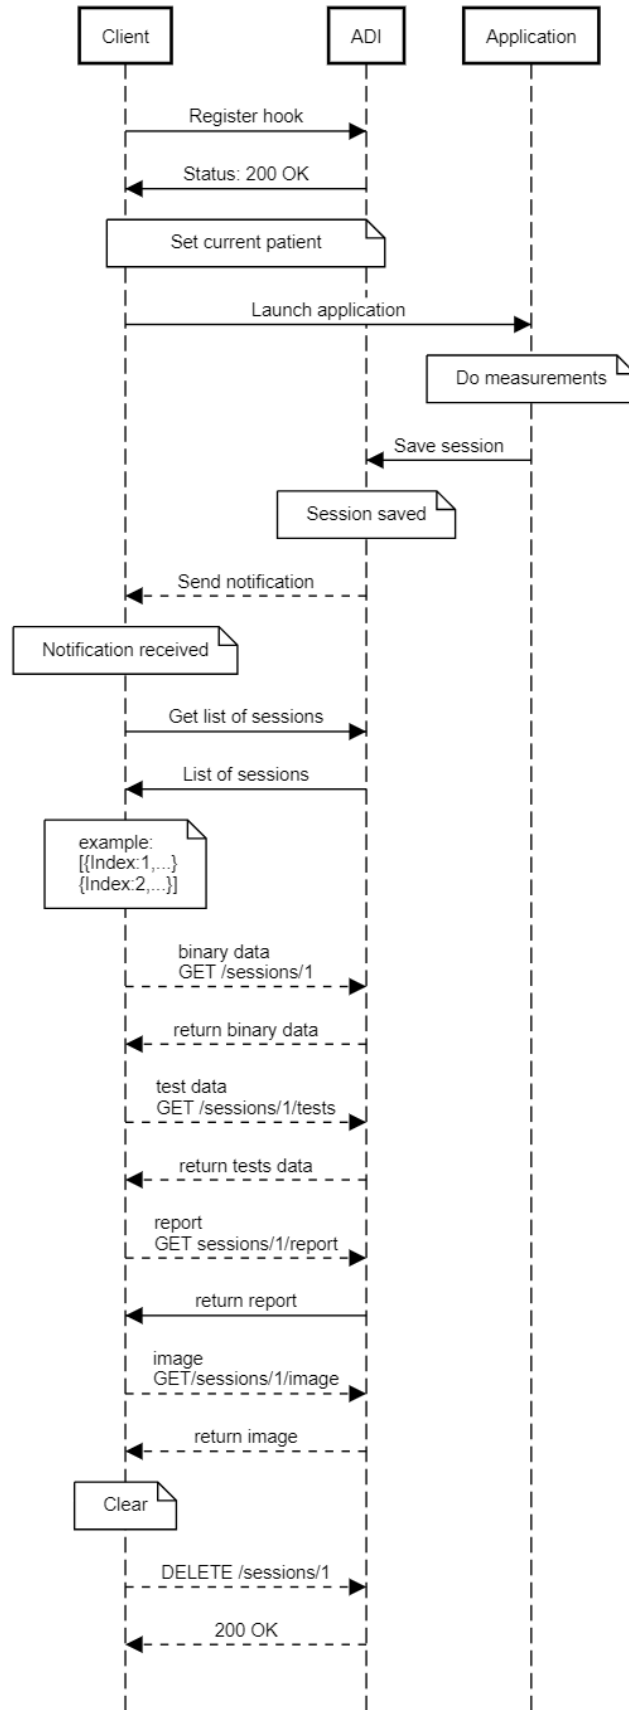 Client
ADI
Application
Register hook
Status: 200 OK
Set current patient
Launch application
Do measurements
Save session
Session saved
Send notification
Notification received
Get list of sessions
List of sessions
example:
[{Index:1,...}
{Index:2,...}]
binary data
GET /sessions/1
return binary data
test data
GET /sessions/1/tests
return tests data
report
GET sessions/1/report
return report
image
GET/sessions/1/image
return image
Clear
DELETE /sessions/1
200 OK